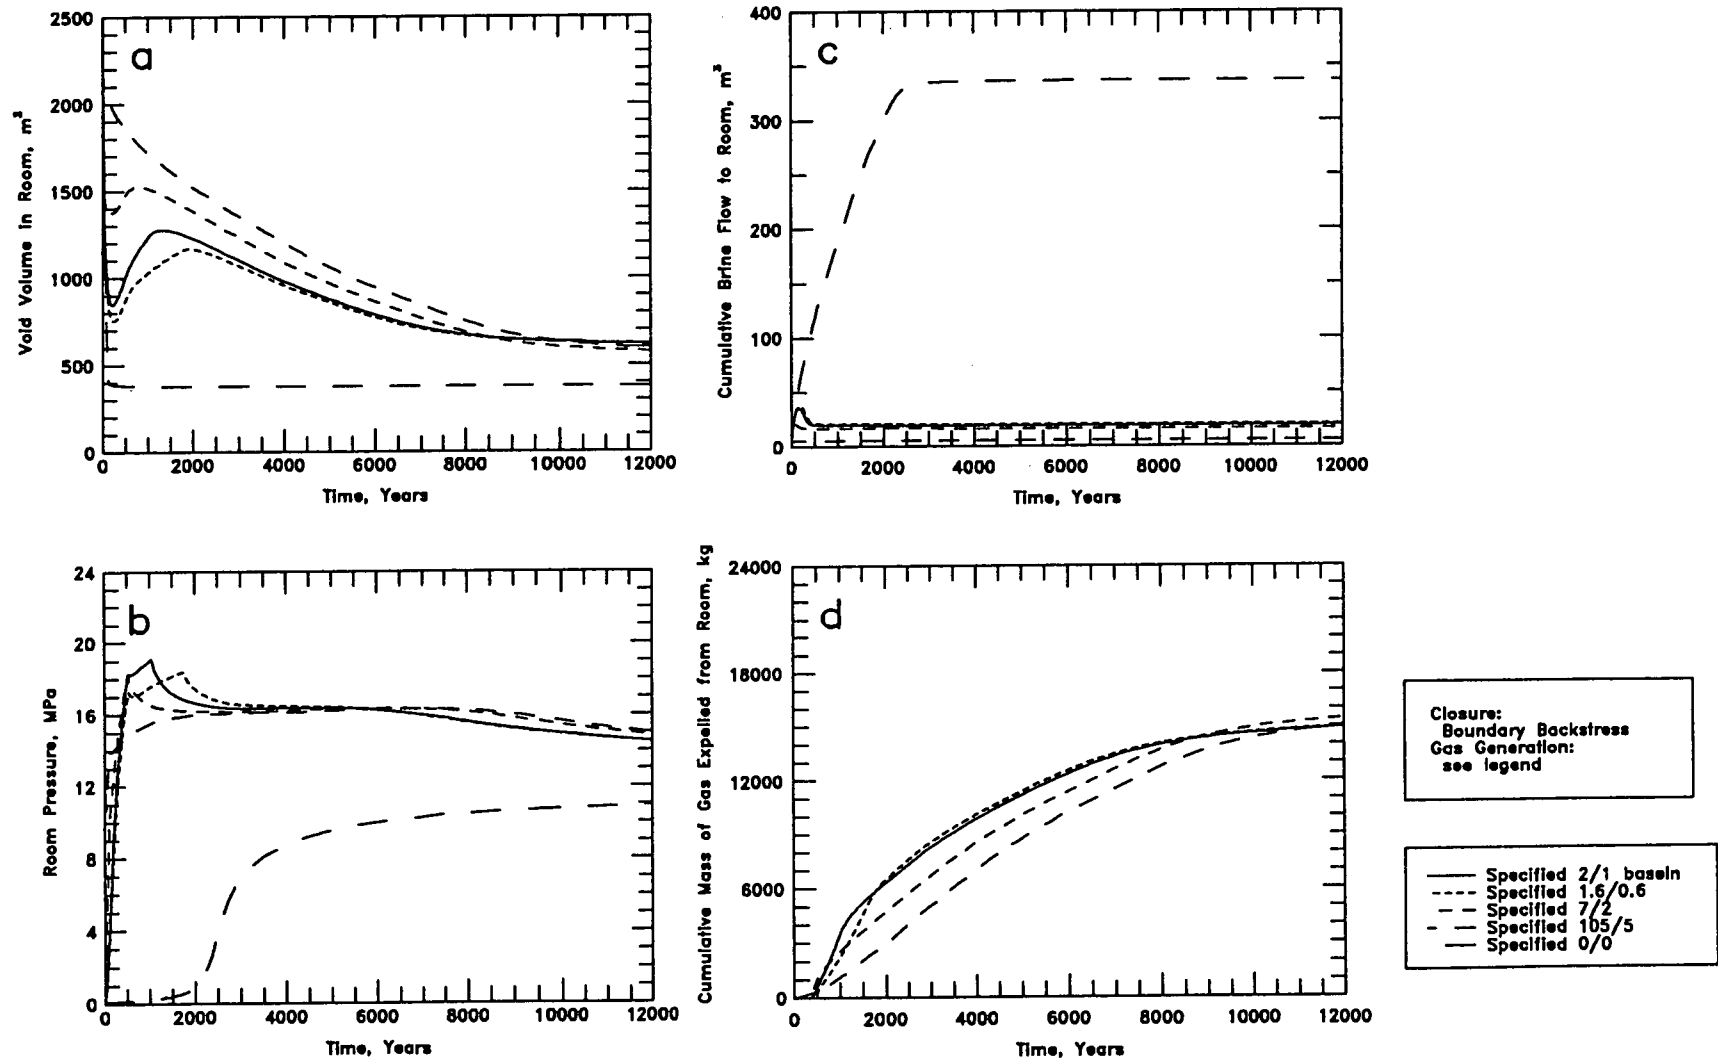 a
2500
2000
1500
1000
500
0
Void Volume in Room, m³
0 2000 4000 6000 8000 10000 12000
Time, Years
c
400
300
200
100
0
Cumulative Brine Flow to Room, m³
0 2000 4000 6000 8000 10000 12000
Time, Years
b
24
20
16
12
8
4
0
Room Pressure, MPa
0 2000 4000 6000 8000 10000 12000
Time, Years
d
24000
18000
12000
6000
0
Cumulative Mass of Gas Expelled from Room, kg
0 2000 4000 6000 8000 10000 12000
Time, Years
Closure:
Boundary Backstress
Gas Generation:
see legend
Specified 2/1 baseln
Specified 1.6/0.6
Specified 7/2
Specified 105/5
Specified 0/0